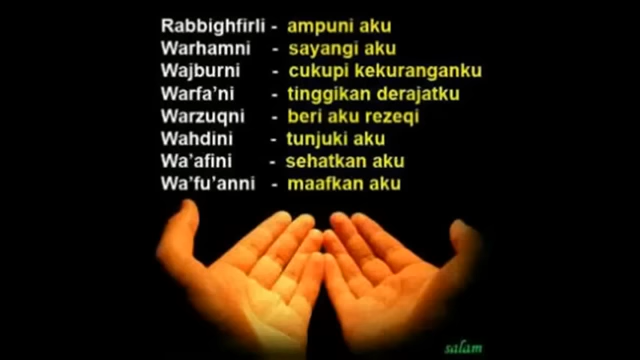 Rabbighfirli - ampuni aku
Warhamni - sayangi aku
Wajburni - cukupi kekuranganku
Warfa'ni - tinggikan derajatku
Warzuqni - beri aku rezeqi
Wahdini - tunjuki aku
Wa'afini - sehatkan aku
Wa'fu'anni - maafkan aku
salam